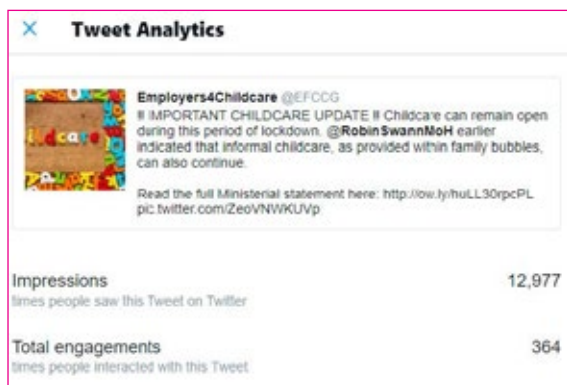 × Tweet Analytics
Employers4Childcare @EFCCG
!! IMPORTANT CHILDCARE UPDATE !! Childcare can remain open
during this period of lockdown. @RobinSwannMoH earlier
indicated that informal childcare, as provided within family bubbles,
can also continue.
Read the full Ministerial statement here: http://ow.ly/huLL30rpcPL
pic.twitter.com/ZeoVNWKUVp
ildcare
Impressions 12,977
times people saw this Tweet on Twitter
Total engagements 364
times people interacted with this Tweet